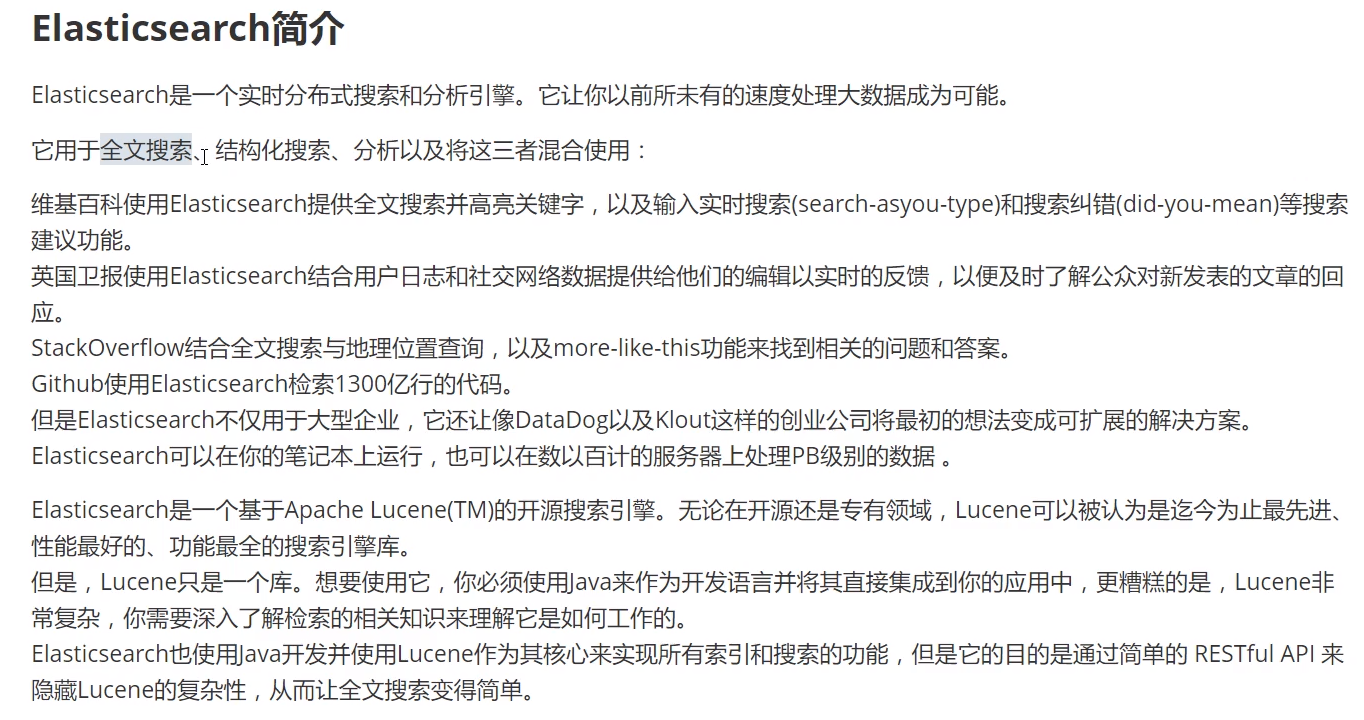 Elasticsearch简介
Elasticsearch是一个实时分布式搜索和分析引擎。它让你以前所未有的速度处理大数据成为可能。
它用于全文搜索、结构化搜索、分析以及将这三者混合使用：
维基百科使用Elasticsearch提供全文搜索并高亮关键字，以及输入实时搜索(search-asyou-type)和搜索纠错(did-you-mean)等搜索
建议功能。
英国卫报使用Elasticsearch结合用户日志和社交网络数据提供给他们的编辑以实时的反馈，以便及时了解公众对新发表的文章的回
应。
StackOverflow结合全文搜索与地理位置查询，以及more-like-this功能来找到相关的问题和答案。
Github使用Elasticsearch检索1300亿行的代码。
但是Elasticsearch不仅用于大型企业，它还让像DataDog以及Klout这样的创业公司将最初的想法变成可扩展的解决方案。
Elasticsearch可以在你的笔记本上运行，也可以在数以百计的服务器上处理PB级别的数据 。
Elasticsearch是一个基于Apache Lucene(TM)的开源搜索引擎。无论在开源还是专有领域，Lucene可以被认为是迄今为止最先进、
性能最好的、功能最全的搜索引擎库。
但是，Lucene只是一个库。想要使用它，你必须使用Java来作为开发语言并将其直接集成到你的应用中，更糟糕的是，Lucene非
常复杂，你需要深入了解检索的相关知识来理解它是如何工作的。
Elasticsearch也使用Java开发并使用Lucene作为其核心来实现所有索引和搜索的功能，但是它的目的是通过简单的 RESTful API 来
隐藏Lucene的复杂性，从而让全文搜索变得简单。